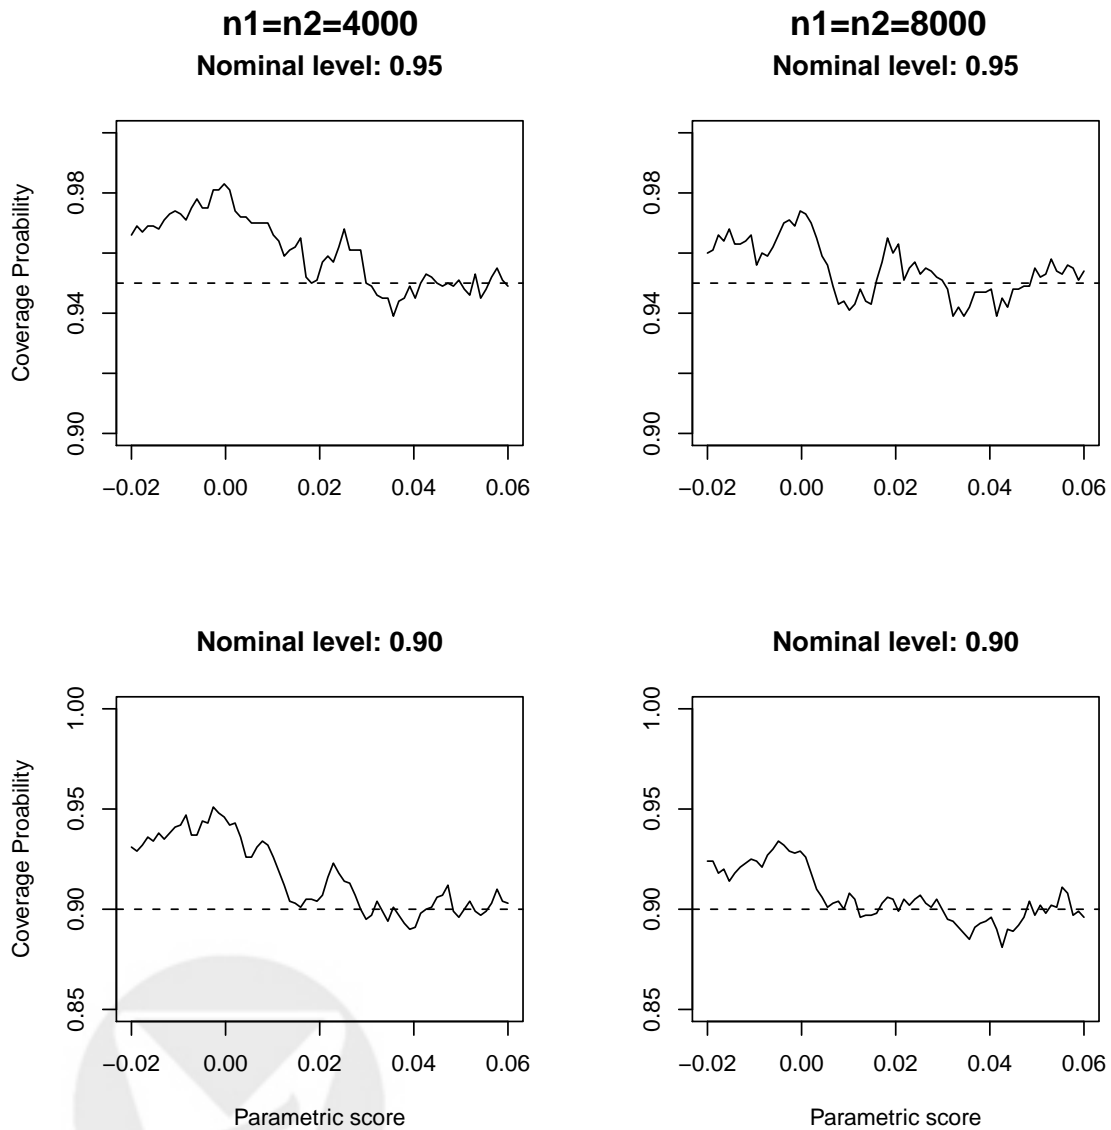 n1=n2=4000
Nominal level: 0.95
n1=n2=8000
Nominal level: 0.95
Coverage Proability
0.90
0.94
0.98
−0.02 0.00 0.02 0.04 0.06
0.90
0.94
0.98
−0.02 0.00 0.02 0.04 0.06
Nominal level: 0.90
Nominal level: 0.90
Coverage Proability
0.85
0.90
0.95
1.00
−0.02 0.00 0.02 0.04 0.06
Parametric score
0.85
0.90
0.95
1.00
−0.02 0.00 0.02 0.04 0.06
Parametric score